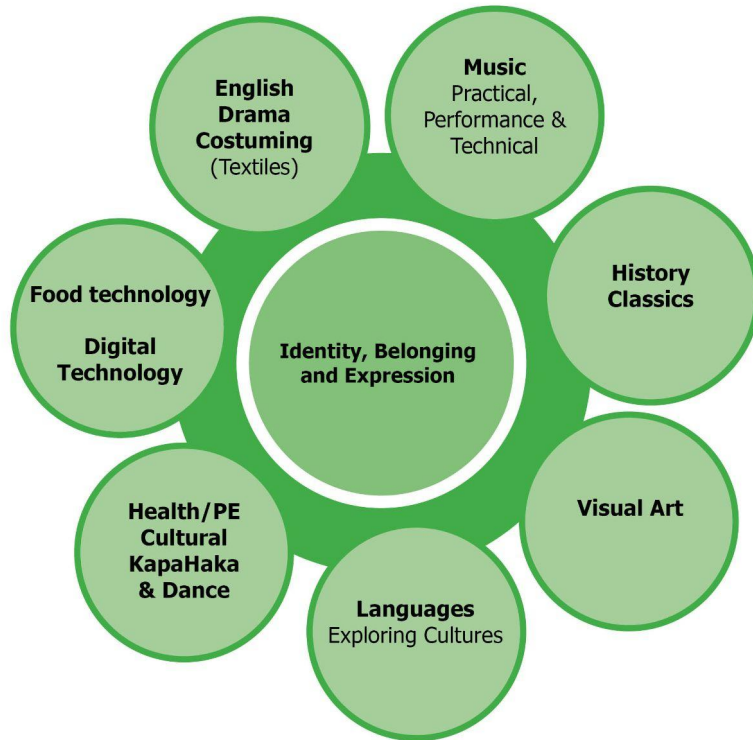 English
Drama
Costuming
(Textiles)
Music
Practical,
Performance &
Technical
History
Classics
Visual Art
Languages
Exploring Cultures
Health/PE
Cultural
KapaHaka
& Dance
Food technology
Digital
Technology
Identity, Belonging
and Expression